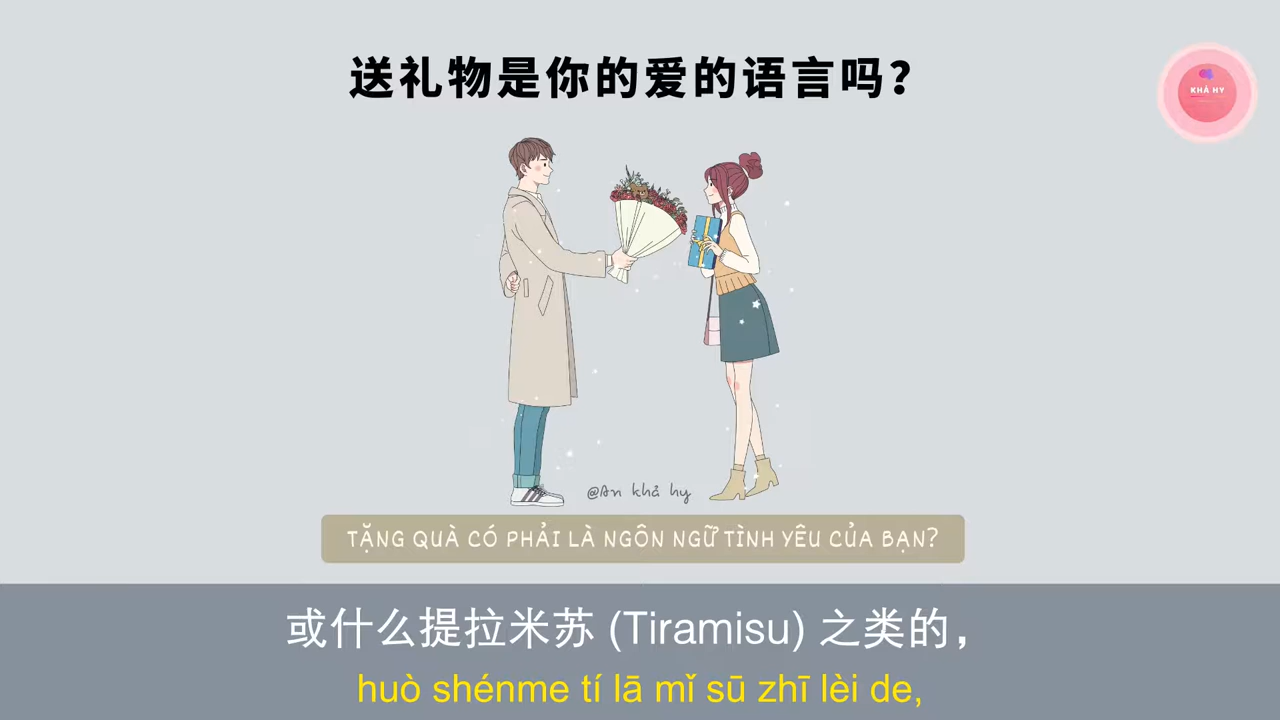 送礼物是你的爱的语言吗?
KHẢ HY
@An khả hy
TẶNG QUÀ CÓ PHẢI LÀ NGÔN NGỮ TÌNH YÊU CỦA BẠN?
或什么提拉米苏 (Tiramisu) 之类的，
huò shénme tí lā mǐ sū zhī lèi de,